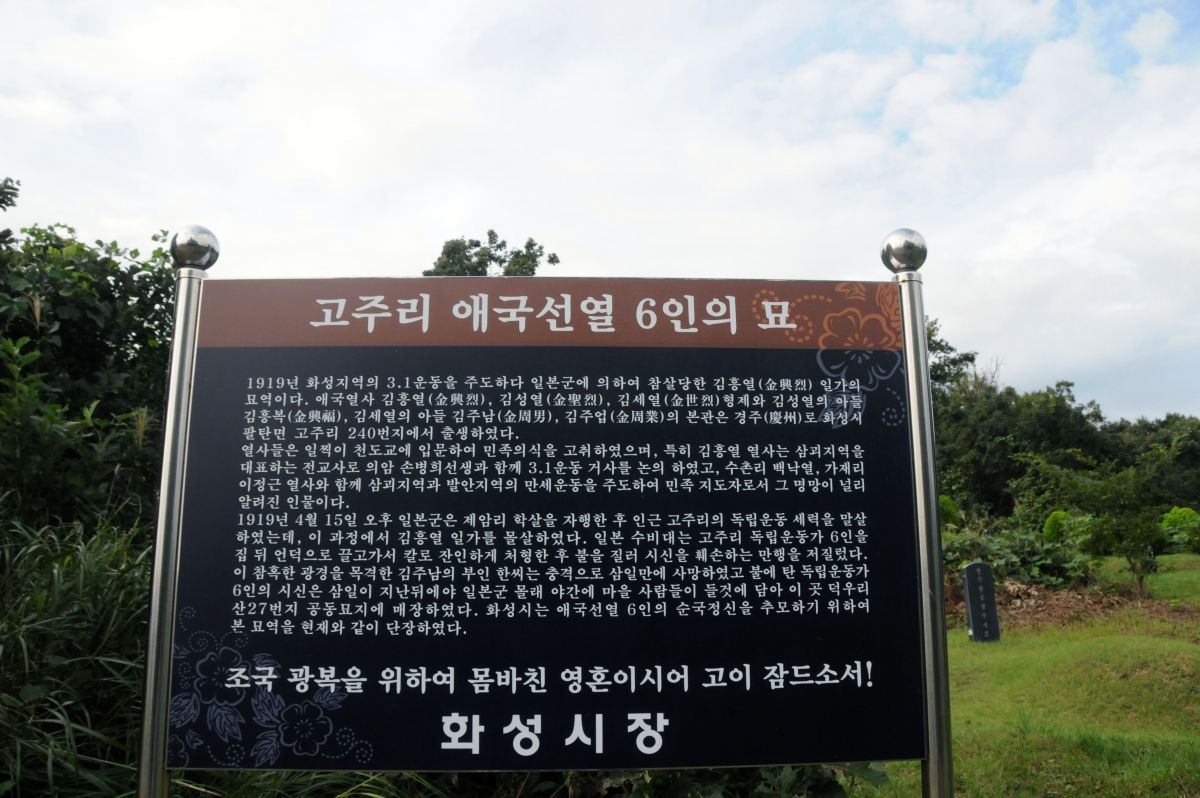 고주리 애국선열 6인의 묘
1919년 화성지역의 3.1운동을 주도하다 일본군에 의하여 참살당한 김흥열(金興烈) 일가의
묘역이다. 애국열사 김흥열(金興烈), 김성열(金聖烈), 김세열(金世烈)형제와 김성열의 아들
김흥복(金興福), 김세열의 아들 김주남(金周男), 김주업(金周業)의 본관은 경주(慶州)로 화성시
팔탄면 고주리 240번지에서 출생하였다.
열사들은 일찍이 천도교에 입문하여 민족의식을 고취하였으며, 특히 김흥열 열사는 삼괴지역을
대표하는 전교사로 의암 손병희선생과 함께 3.1운동 거사를 논의 하였고, 수촌리 백낙열, 가재리
이정근 열사와 함께 삼괴지역과 발안지역의 만세운동을 주도하여 민족 지도자로서 그 명망이 널리
알려진 인물이다.
1919년 4월 15일 오후 일본군은 제암리 학살을 자행한 후 인근 고주리의 독립운동 세력을 말살
하였는데, 이 과정에서 김흥열 일가를 몰살하였다. 일본 수비대는 고주리 독립운동가 6인을
집 뒤 언덕으로 끌고가서 칼로 잔인하게 처형한 후 불을 질러 시신을 훼손하는 만행을 저질렀다.
이 참혹한 광경을 목격한 김주남의 부인 한씨는 충격으로 삼일만에 사망하였고 불에 탄 독립운동가
6인의 시신은 삼일이 지난뒤에야 일본군 몰래 야간에 마을 사람들이 들것에 담아 이 곳 덕우리
산27번지 공동묘지에 매장하였다. 화성시는 애국선열 6인의 순국정신을 추모하기 위하여
본 묘역을 현재와 같이 단장하였다.
조국 광복을 위하여 몸바친 영혼이시어 고이 잠드소서!
화성시장